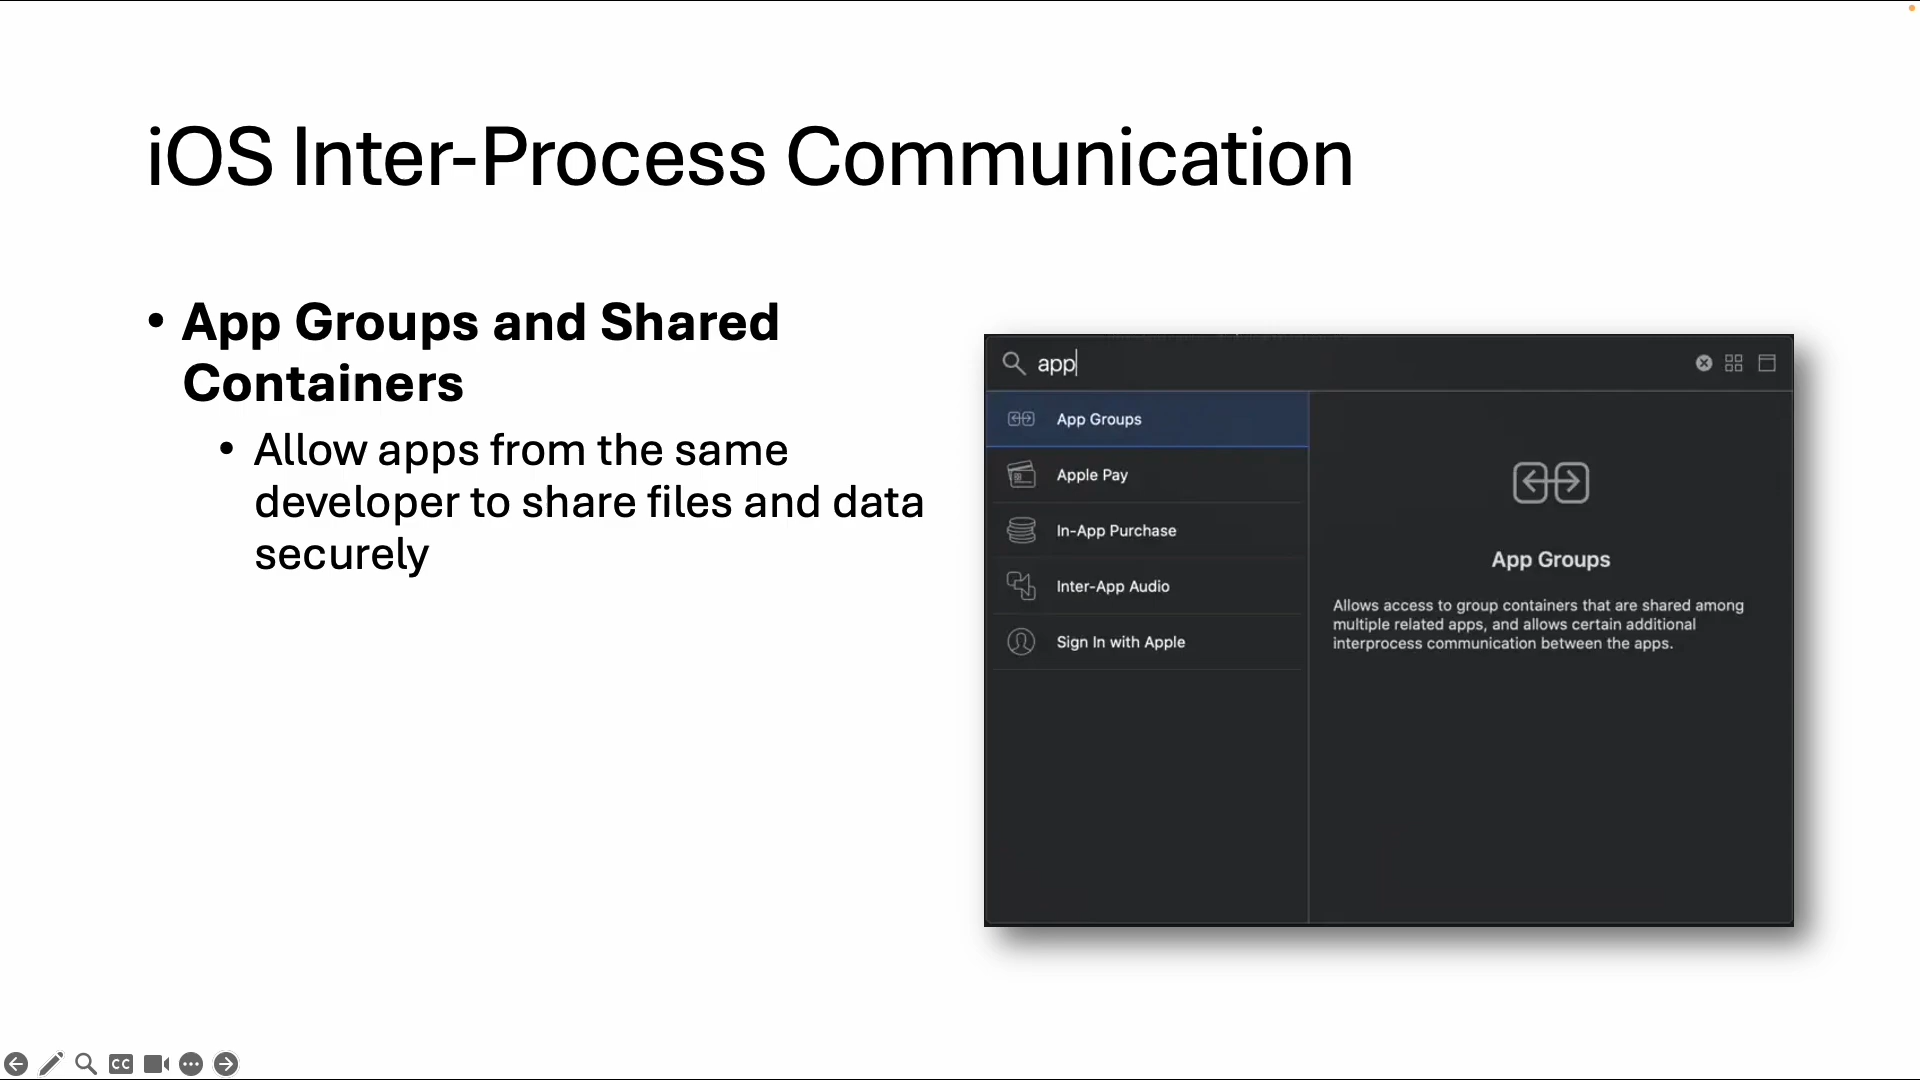 iOS Inter-Process Communication
• App Groups and Shared
Containers
• Allow apps from the same
developer to share files and data
securely
app
App Groups
Apple Pay
In-App Purchase
Inter-App Audio
Sign In with Apple
App Groups
Allows access to group containers that are shared among
multiple related apps, and allows certain additional
interprocess communication between the apps.
CC